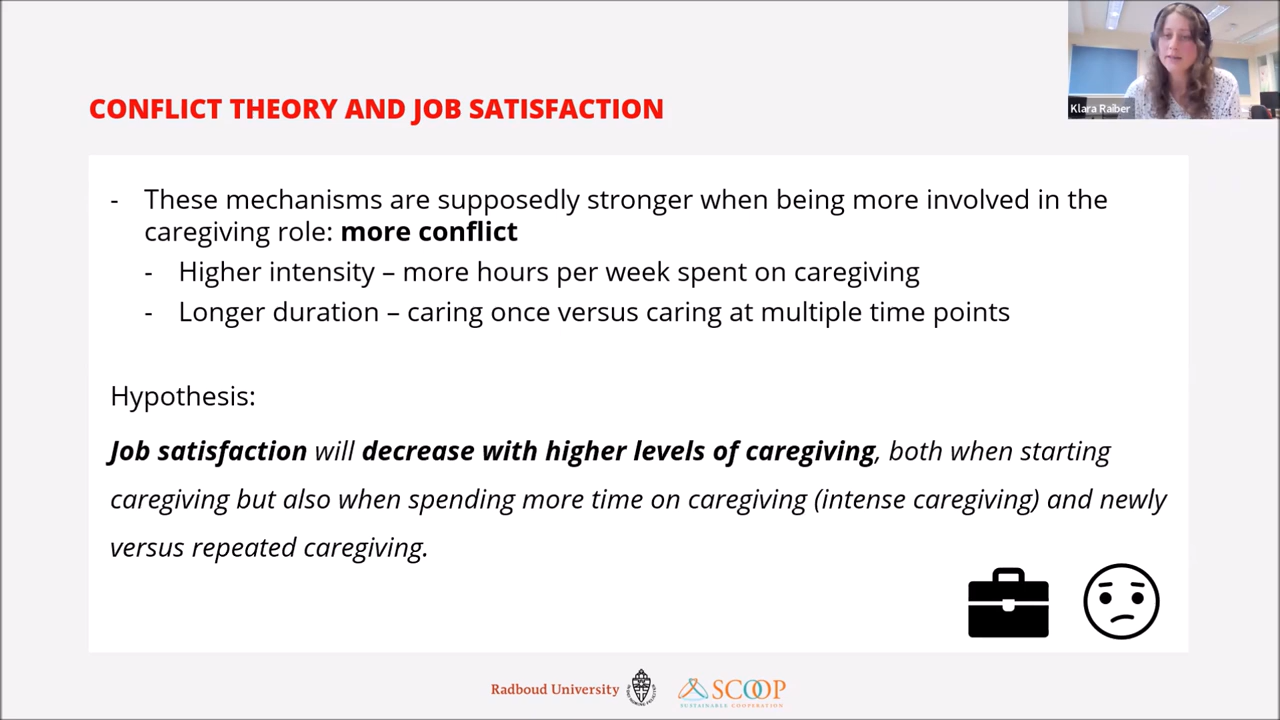 Klara Raiber
CONFLICT THEORY AND JOB SATISFACTION
- These mechanisms are supposedly stronger when being more involved in the
caregiving role: more conflict
- Higher intensity – more hours per week spent on caregiving
- Longer duration – caring once versus caring at multiple time points
Hypothesis:
Job satisfaction will decrease with higher levels of caregiving, both when starting
caregiving but also when spending more time on caregiving (intense caregiving) and newly
versus repeated caregiving.
Radboud University
SCOOP
SUSTAINABLE COOPERATION